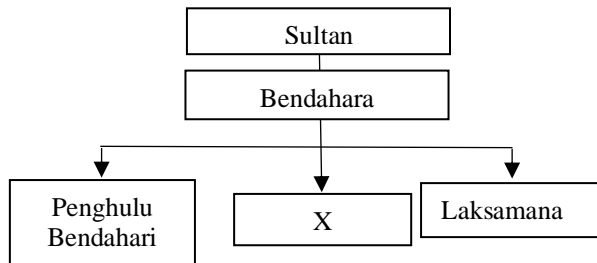 Sultan
Bendahara
Penghulu
Bendahari
X
Laksamana